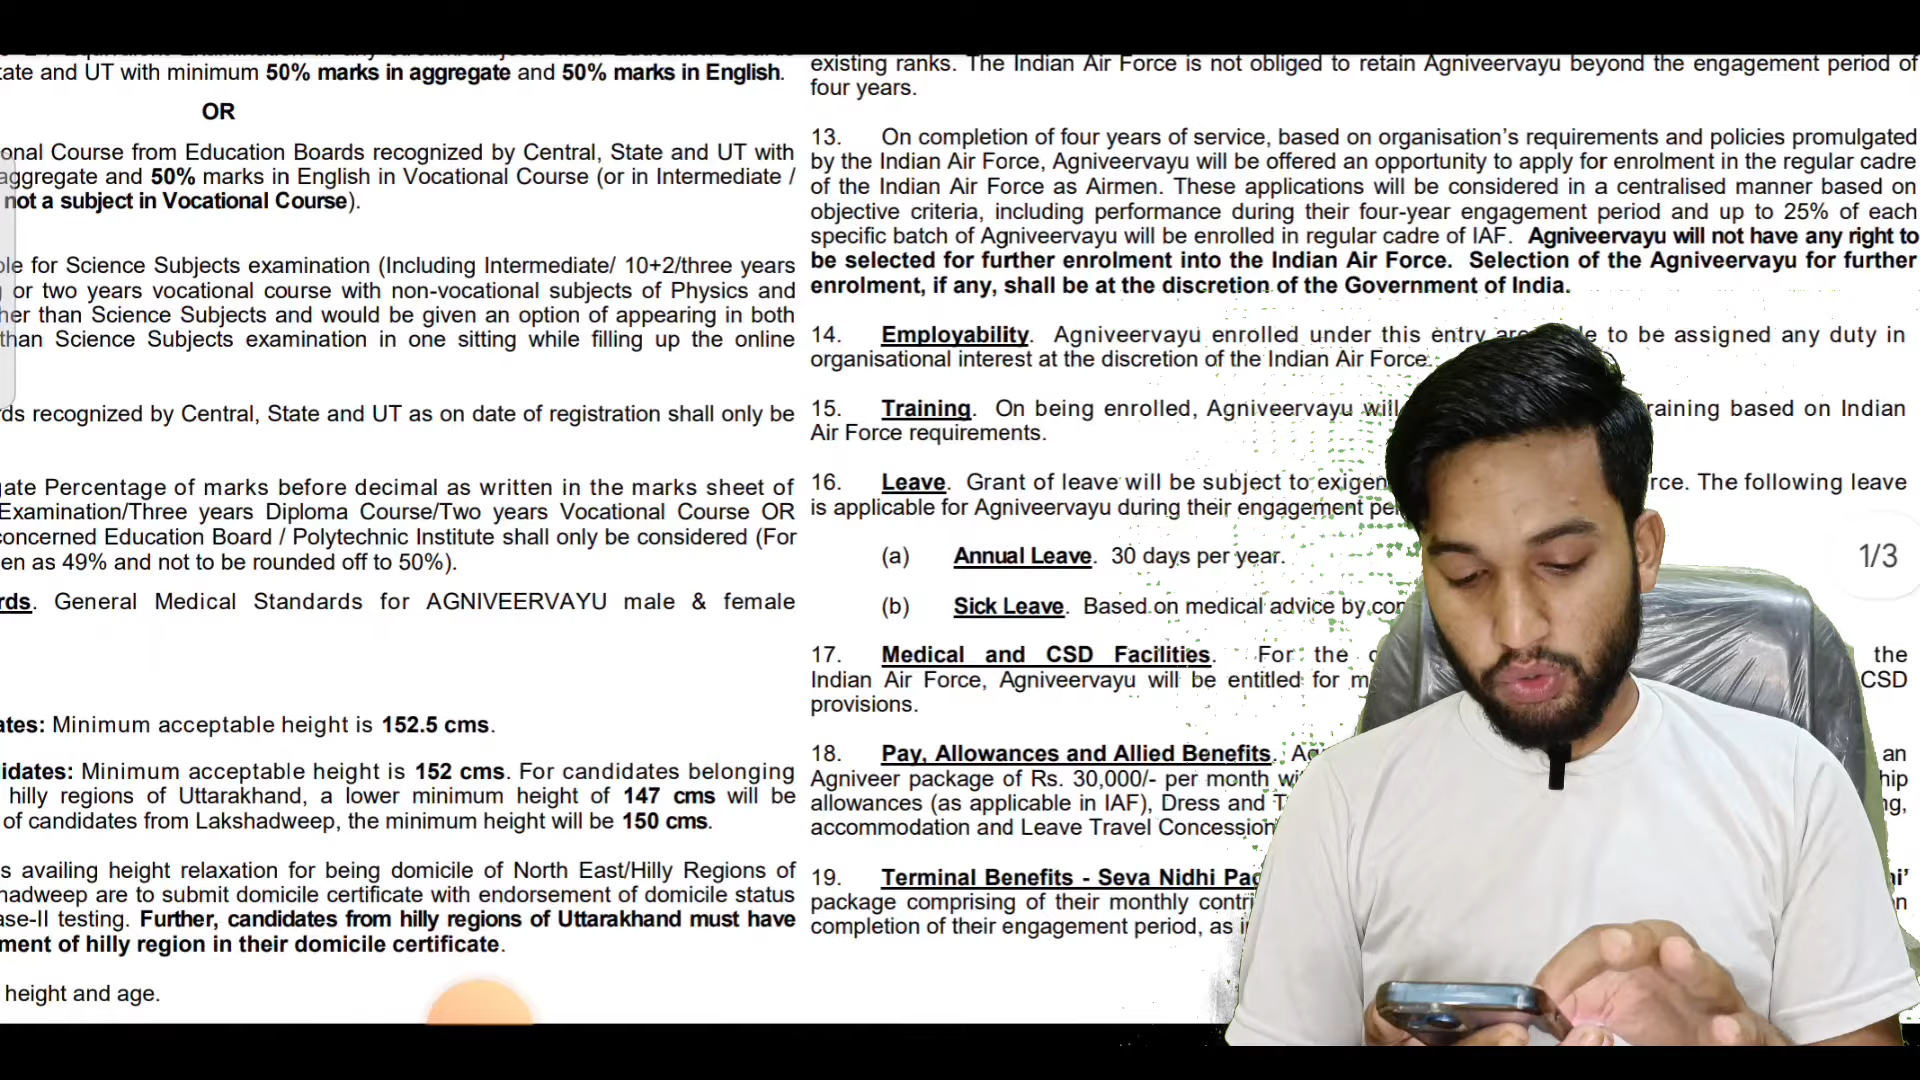 tate and UT with minimum 50% marks in aggregate and 50% marks in English.
OR
onal Course from Education Boards recognized by Central, State and UT with
aggregate and 50% marks in English in Vocational Course (or in Intermediate /
not a subject in Vocational Course).
ole for Science Subjects examination (Including Intermediate/ 10+2/three years
or two years vocational course with non-vocational subjects of Physics and
her than Science Subjects and would be given an option of appearing in both
than Science Subjects examination in one sitting while filling up the online
ds recognized by Central, State and UT as on date of registration shall only be
gate Percentage of marks before decimal as written in the marks sheet of
Examination/Three years Diploma Course/Two years Vocational Course OR
concerned Education Board / Polytechnic Institute shall only be considered (For
en as 49% and not to be rounded off to 50%).
rds. General Medical Standards for AGNIVEERVAYU male & female
ates: Minimum acceptable height is 152.5 cms.
idates: Minimum acceptable height is 152 cms. For candidates belonging
hilly regions of Uttarakhand, a lower minimum height of 147 cms will be
of candidates from Lakshadweep, the minimum height will be 150 cms.
s availing height relaxation for being domicile of North East/Hilly Regions of
hadweep are to submit domicile certificate with endorsement of domicile status
ase-II testing. Further, candidates from hilly regions of Uttarakhand must have
ment of hilly region in their domicile certificate.
height and age.
existing ranks. The Indian Air Force is not obliged to retain Agniveervayu beyond the engagement period of
four years.
13. On completion of four years of service, based on organisation's requirements and policies promulgated
by the Indian Air Force, Agniveervayu will be offered an opportunity to apply for enrolment in the regular cadre
of the Indian Air Force as Airmen. These applications will be considered in a centralised manner based on
objective criteria, including performance during their four-year engagement period and up to 25% of each
specific batch of Agniveervayu will be enrolled in regular cadre of IAF. Agniveervayu will not have any right to
be selected for further enrolment into the Indian Air Force. Selection of the Agniveervayu for further
enrolment, if any, shall be at the discretion of the Government of India.
14. Employability. Agniveervayu enrolled under this entry are to be assigned any duty in
organisational interest at the discretion of the Indian Air Force.
15. Training. On being enrolled, Agniveervayu will raining based on Indian
Air Force requirements.
16. Leave. Grant of leave will be subject to exigen rce. The following leave
is applicable for Agniveervayu during their engagement per
(a) Annual Leave. 30 days per year.
(b) Sick Leave. Based on medical advice by com
17. Medical and CSD Facilities. For the the
Indian Air Force, Agniveervayu will be entitled for m CSD
provisions.
18. Pay, Allowances and Allied Benefits. Ag an
Agniveer package of Rs. 30,000/- per month wi hip
allowances (as applicable in IAF), Dress and T ng,
accommodation and Leave Travel Concession
19. Terminal Benefits - Seva Nidhi Pac hi'
package comprising of their monthly contri on
completion of their engagement period, as i
1/3